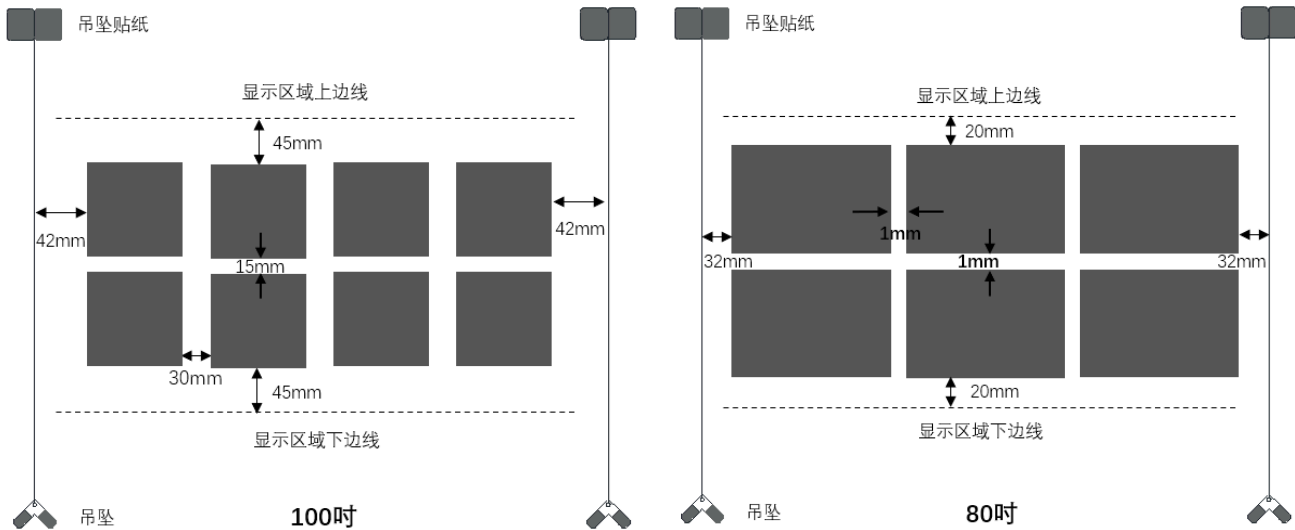 吊坠贴纸
显示区域上边线
45mm
42mm
42mm
15mm
30mm
45mm
显示区域下边线
吊坠
100吋
吊坠贴纸
显示区域上边线
20mm
1mm
32mm
1mm
32mm
20mm
显示区域下边线
吊坠
80吋